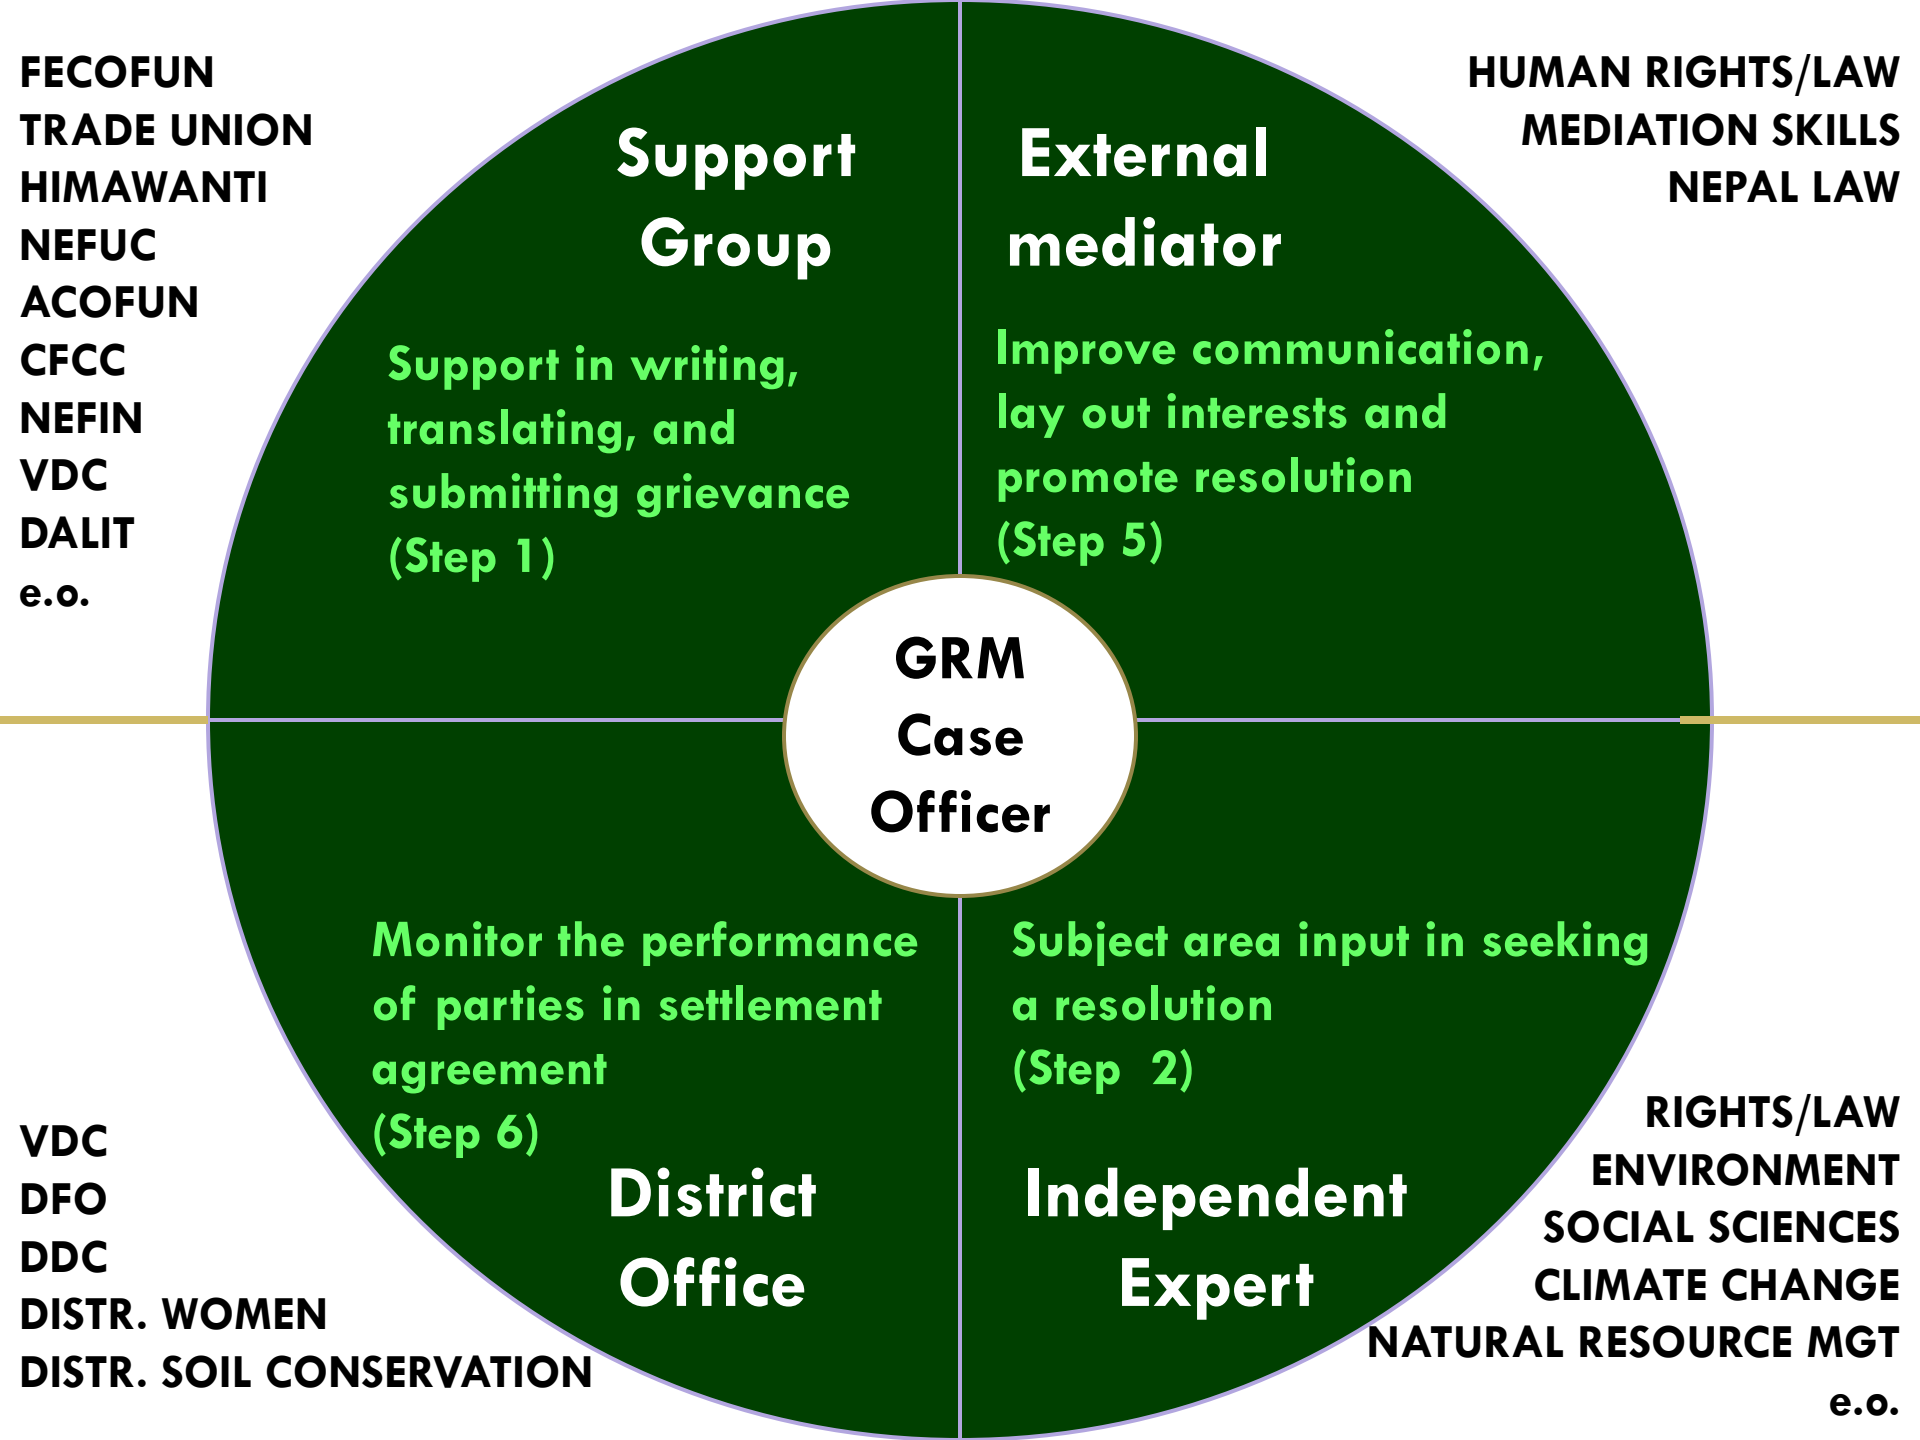 FECOFUN
TRADE UNION
HIMAWANTI
NEFUC
ACOFUN
CFCC
NEFIN
VDC
DALIT
e.o.
Support
Group
Support in writing,
translating, and
submitting grievance
(Step 1)
External
mediator
Improve communication,
lay out interests and
promote resolution
(Step 5)
HUMAN RIGHTS/LAW
MEDIATION SKILLS
NEPAL LAW
GRM
Case
Officer
Monitor the performance
of parties in settlement
agreement
(Step 6)
District
Office
VDC
DFO
DDC
DISTR. WOMEN
DISTR. SOIL CONSERVATION
Subject area input in seeking
a resolution
(Step 2)
Independent
Expert
RIGHTS/LAW
ENVIRONMENT
SOCIAL SCIENCES
CLIMATE CHANGE
NATURAL RESOURCE MGT
e.o.